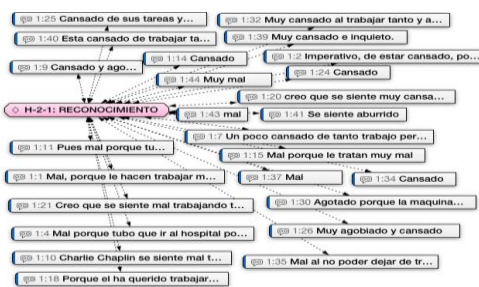 1:25 Cansado de sus tareas y...
1:32 Muy cansado al trabajar tanto y a...
1:40 Esta cansado de trabajar ta...
1:39 Muy cansado e inquieto.
1:14 Cansado
1:2 Imperativo, de estar cansado, po...
1:9 Cansado y ago...
1:24 Cansado
1:44 Muy mal
1:20 creo que se siente muy cansa...
H-2-1: RECONOCIMIENTO
1:43 mal
1:41 Se siente aburrido
1:7 Un poco cansado de tanto trabajo per...
1:11 Pues mal porque tu...
1:15 Mal porque le tratan muy mal
1:1 Mal, porque le hacen trabajar m...
1:37 Mal
1:34 Cansado
1:21 Creo que se siente mal trabajando t...
1:30 Agotado porque la maquina...
1:4 Mal porque tubo que ir al hospital po...
1:26 Muy agobiado y cansado
1:10 Charlie Chaplin se siente mal t...
1:35 Mal al no poder dejar de tr...
1:18 Porque el ha querido trabajar...